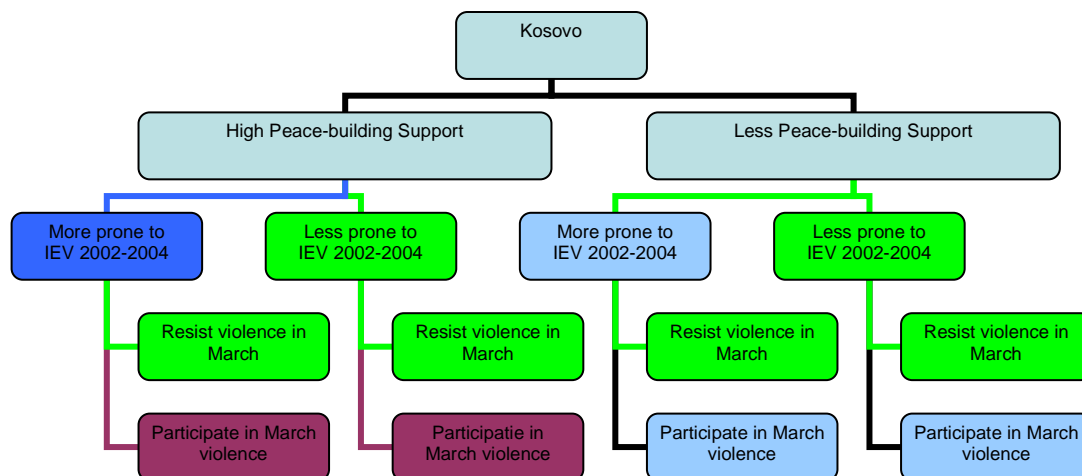 Kosovo
High Peace-building Support
Less Peace-building Support
More prone to
IEV 2002-2004
Less prone to
IEV 2002-2004
More prone to
IEV 2002-2004
Less prone to
IEV 2002-2004
Resist violence in
March
Resist violence in
March
Resist violence in
March
Resist violence in
March
Participate in March
violence
Participatie in
March violence
Participate in March
violence
Participate in March
violence